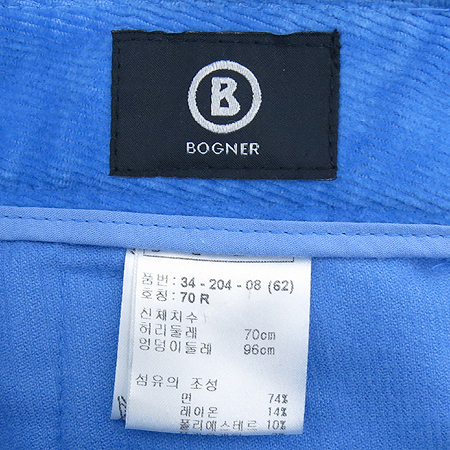 B
BOGNER
품번: 34 - 204 - 08 (62)
호칭: 70 R
신체치수
허리둘레 70cm
엉덩이둘레 96cm
섬유의 조성
면 74%
레이온 14%
폴리에스테르 10%